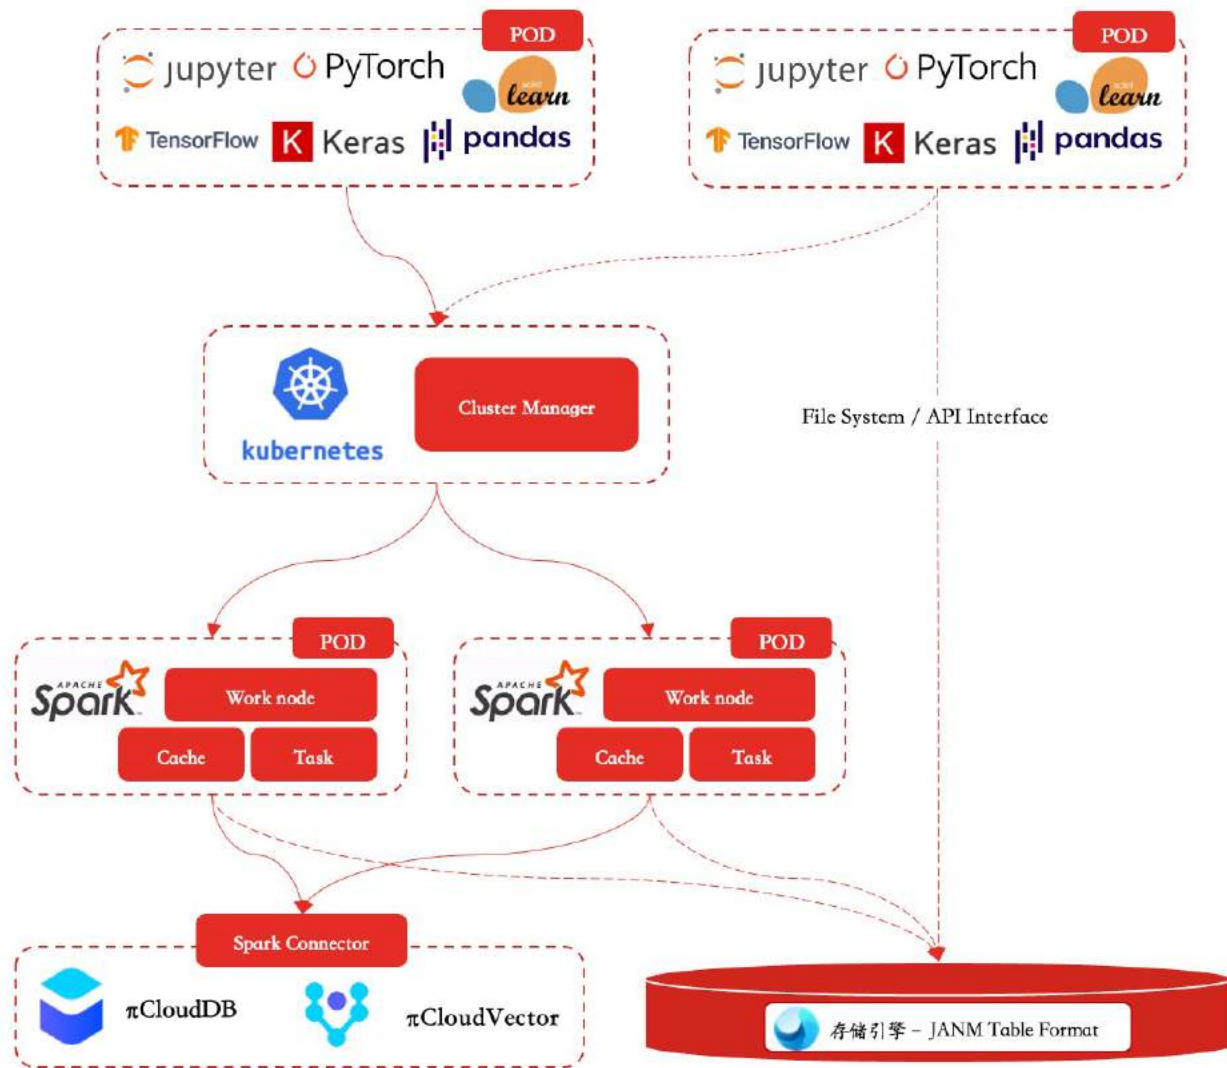 POD
jupyter PyTorch
scikit
learn
TensorFlow K Keras pandas
POD
jupyter PyTorch
learn
TensorFlow K Keras pandas
kubernetes
Cluster Manager
File System / API Interface
POD
APACHE
Spark
Work node
Cache Task
POD
APACHE
Spark
Work node
Cache Task
Spark Connector
πCloudDB
πCloudVector
存储引擎 – JANM Table Format